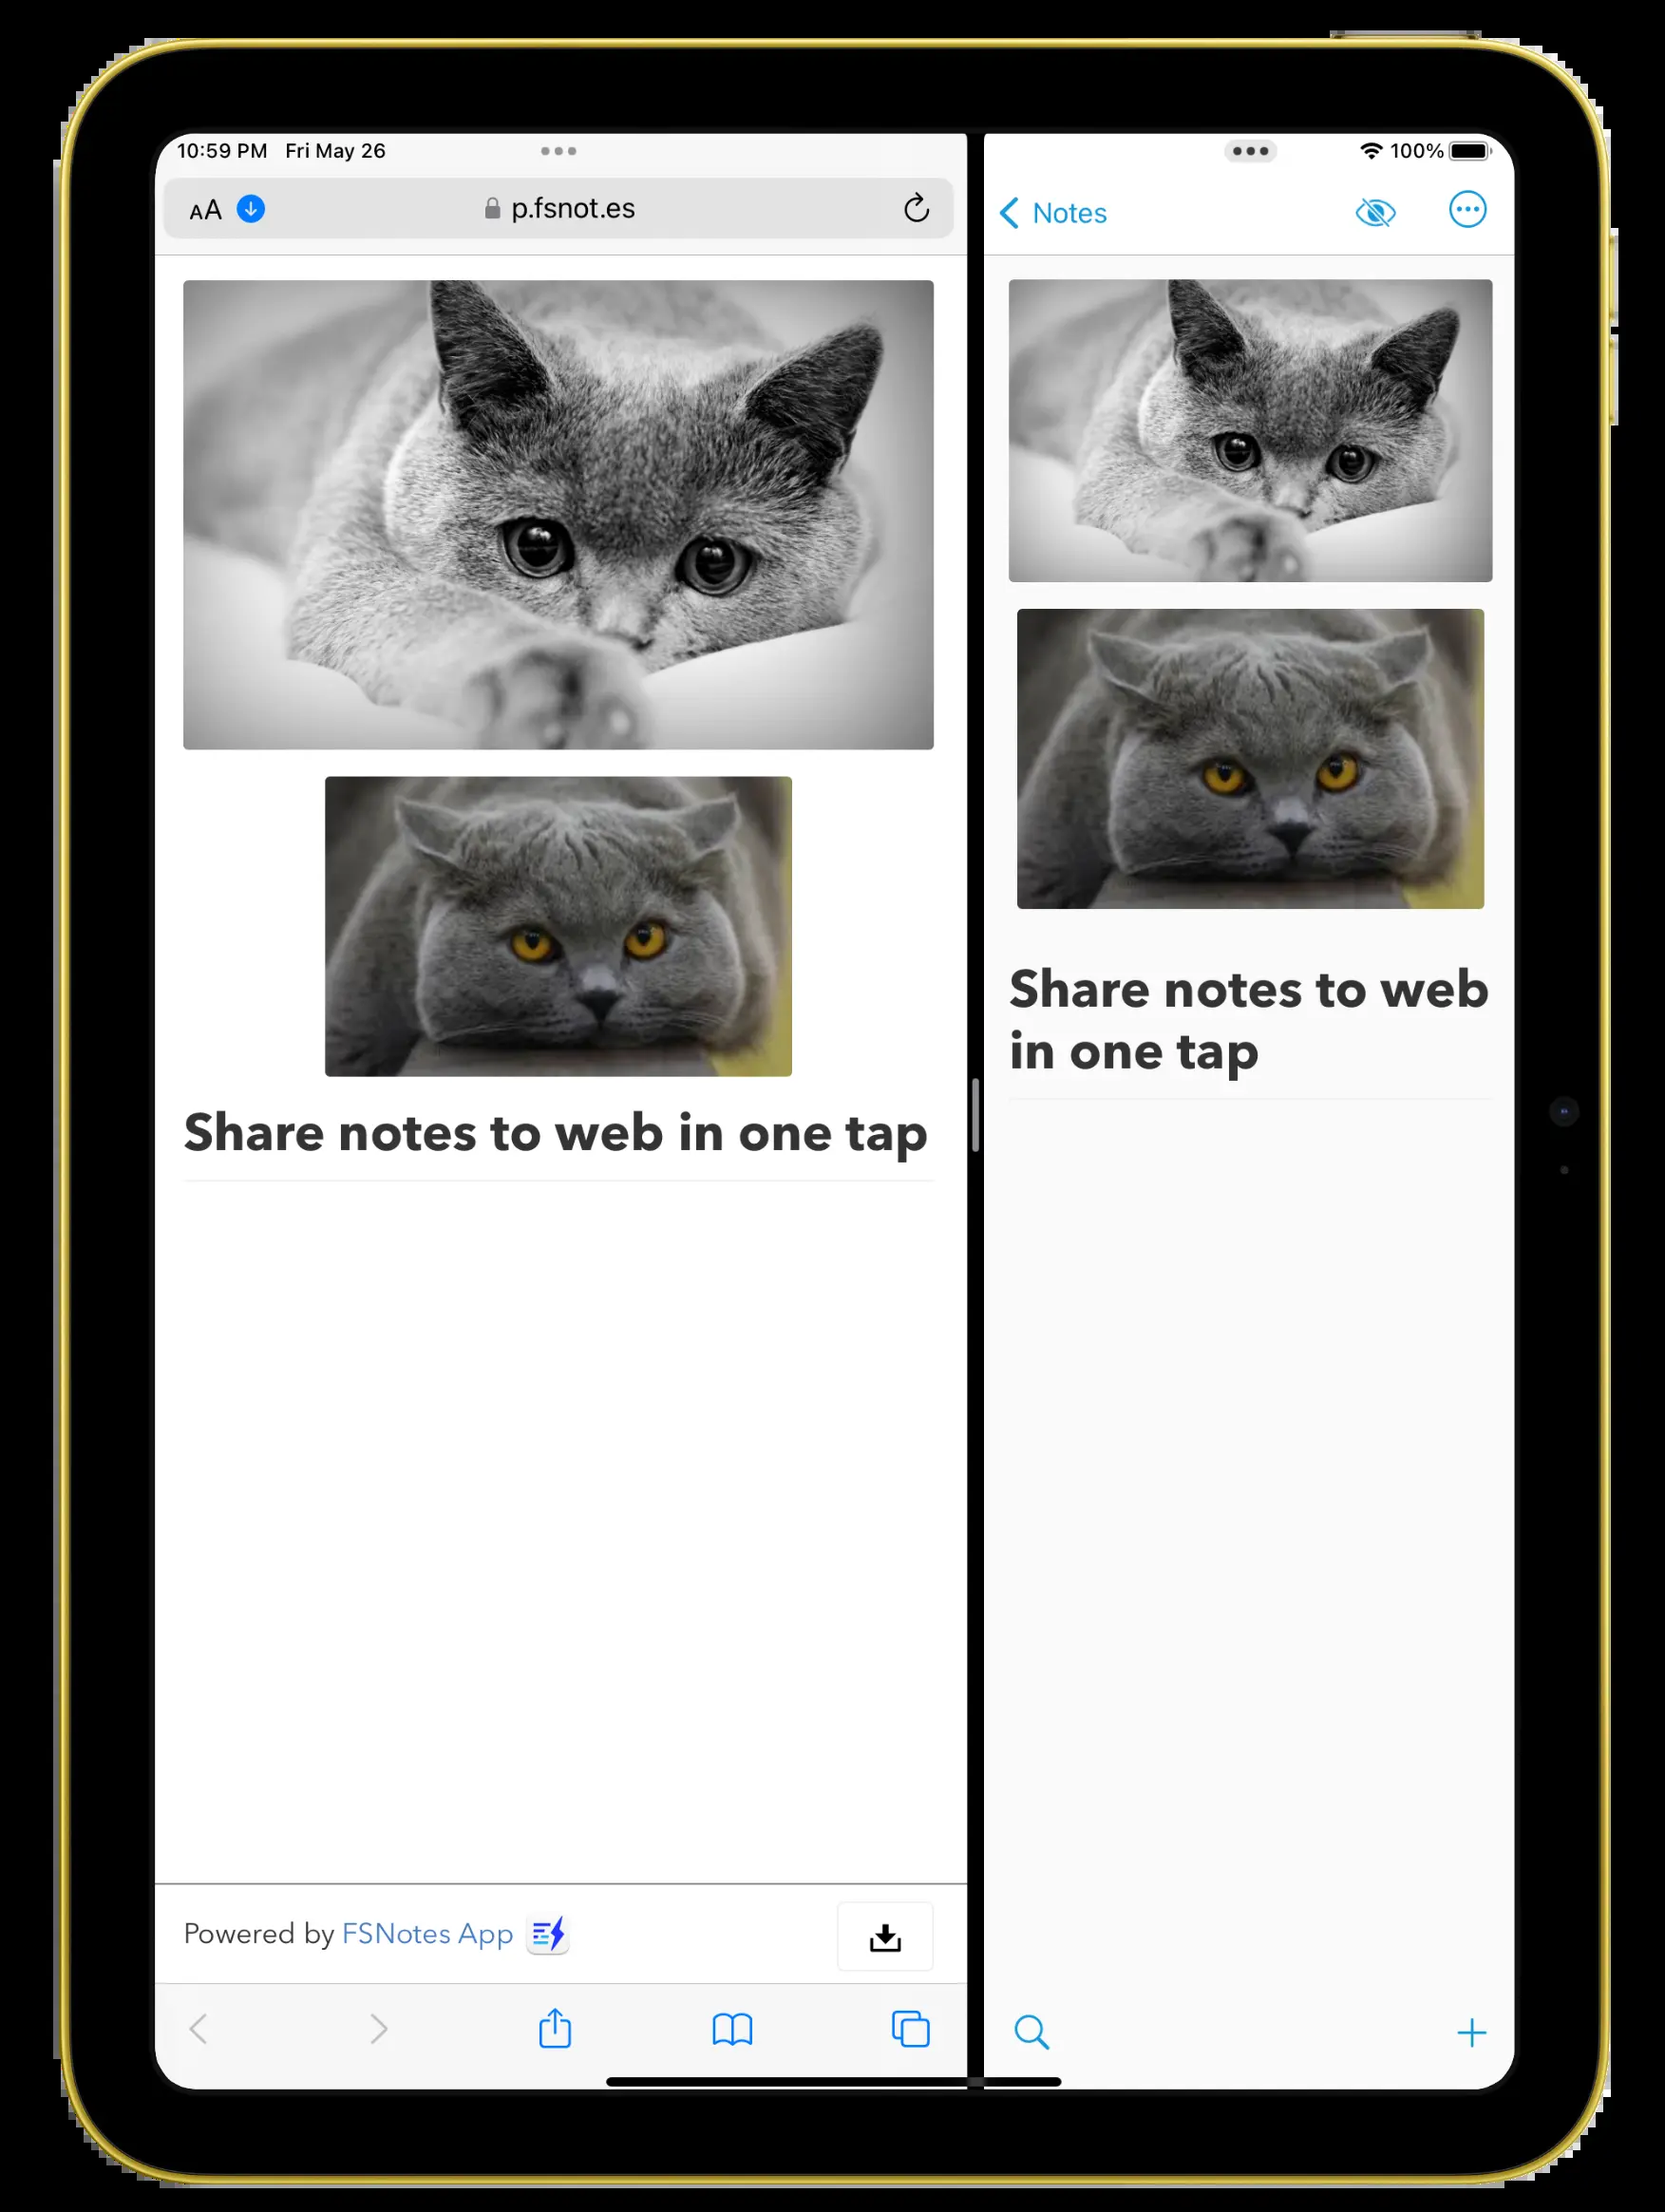 10:59 PM Fri May 26
AA
p.fsnot.es
Share notes to web in one tap
Powered by FSNotes App
100%
Notes
Share notes to web
in one tap